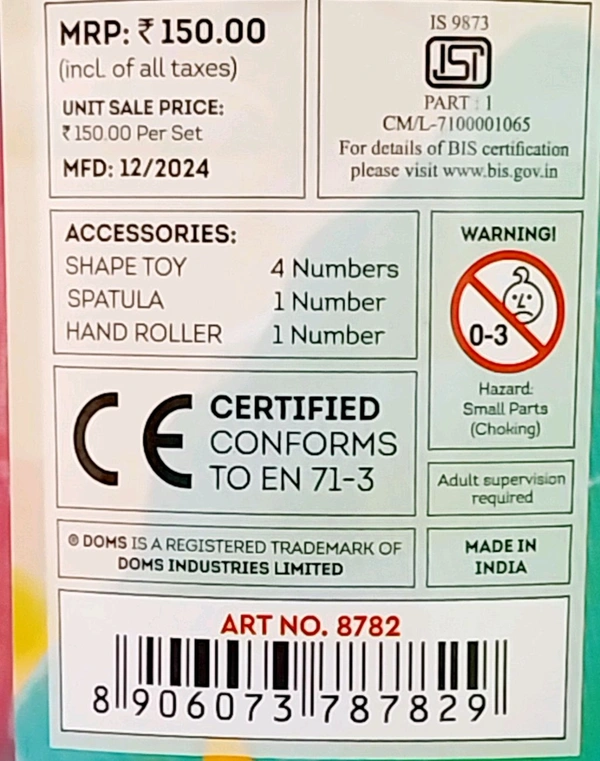 MRP: ₹ 150.00
(incl. of all taxes)
UNIT SALE PRICE:
₹ 150.00 Per Set
MFD: 12/2024
IS 9873
ISI
PART : 1
CM/L-7100001065
For details of BIS certification
please visit www.bis.gov.in
ACCESSORIES:
SHAPE TOY 4 Numbers
SPATULA 1 Number
HAND ROLLER 1 Number
WARNING!
0-3
Hazard:
Small Parts
(Choking)
CE CERTIFIED
CONFORMS
TO EN 71-3
Adult supervision
required
® DOMS IS A REGISTERED TRADEMARK OF
DOMS INDUSTRIES LIMITED
MADE IN
INDIA
ART NO. 8782
8 906073 787829